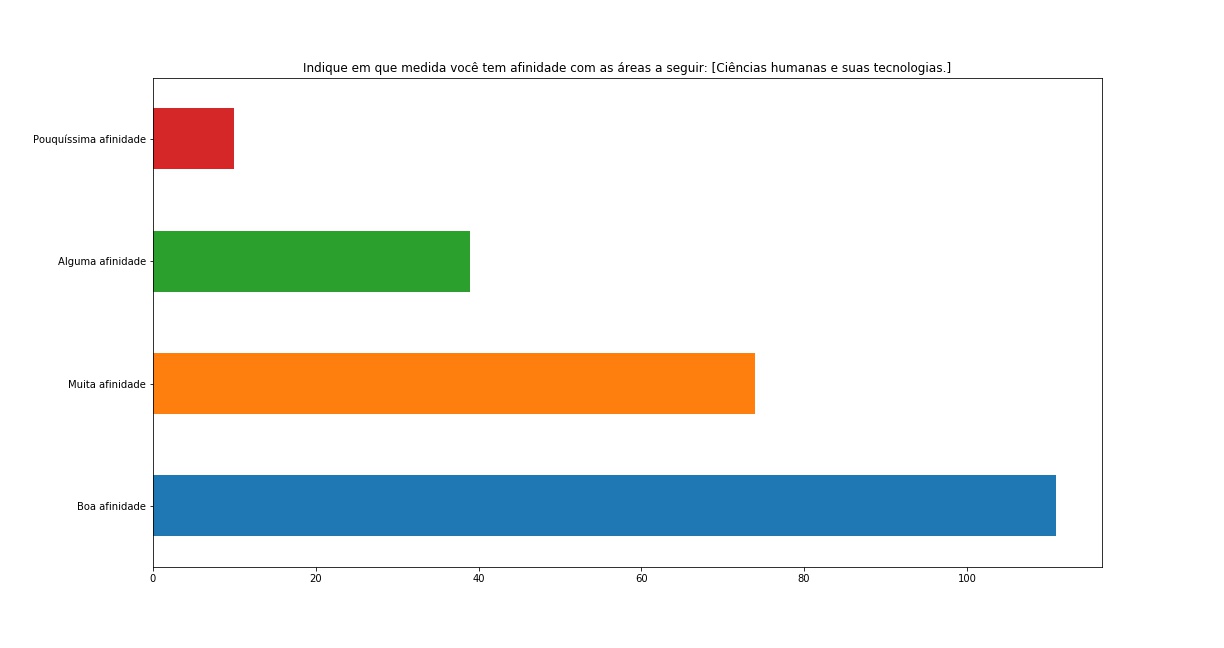 Indique em que medida você tem afinidade com as áreas a seguir: [Ciências humanas e suas tecnologias.]
Pouquíssima afinidade
Alguma afinidade
Muita afinidade
Boa afinidade
0 20 40 60 80 100